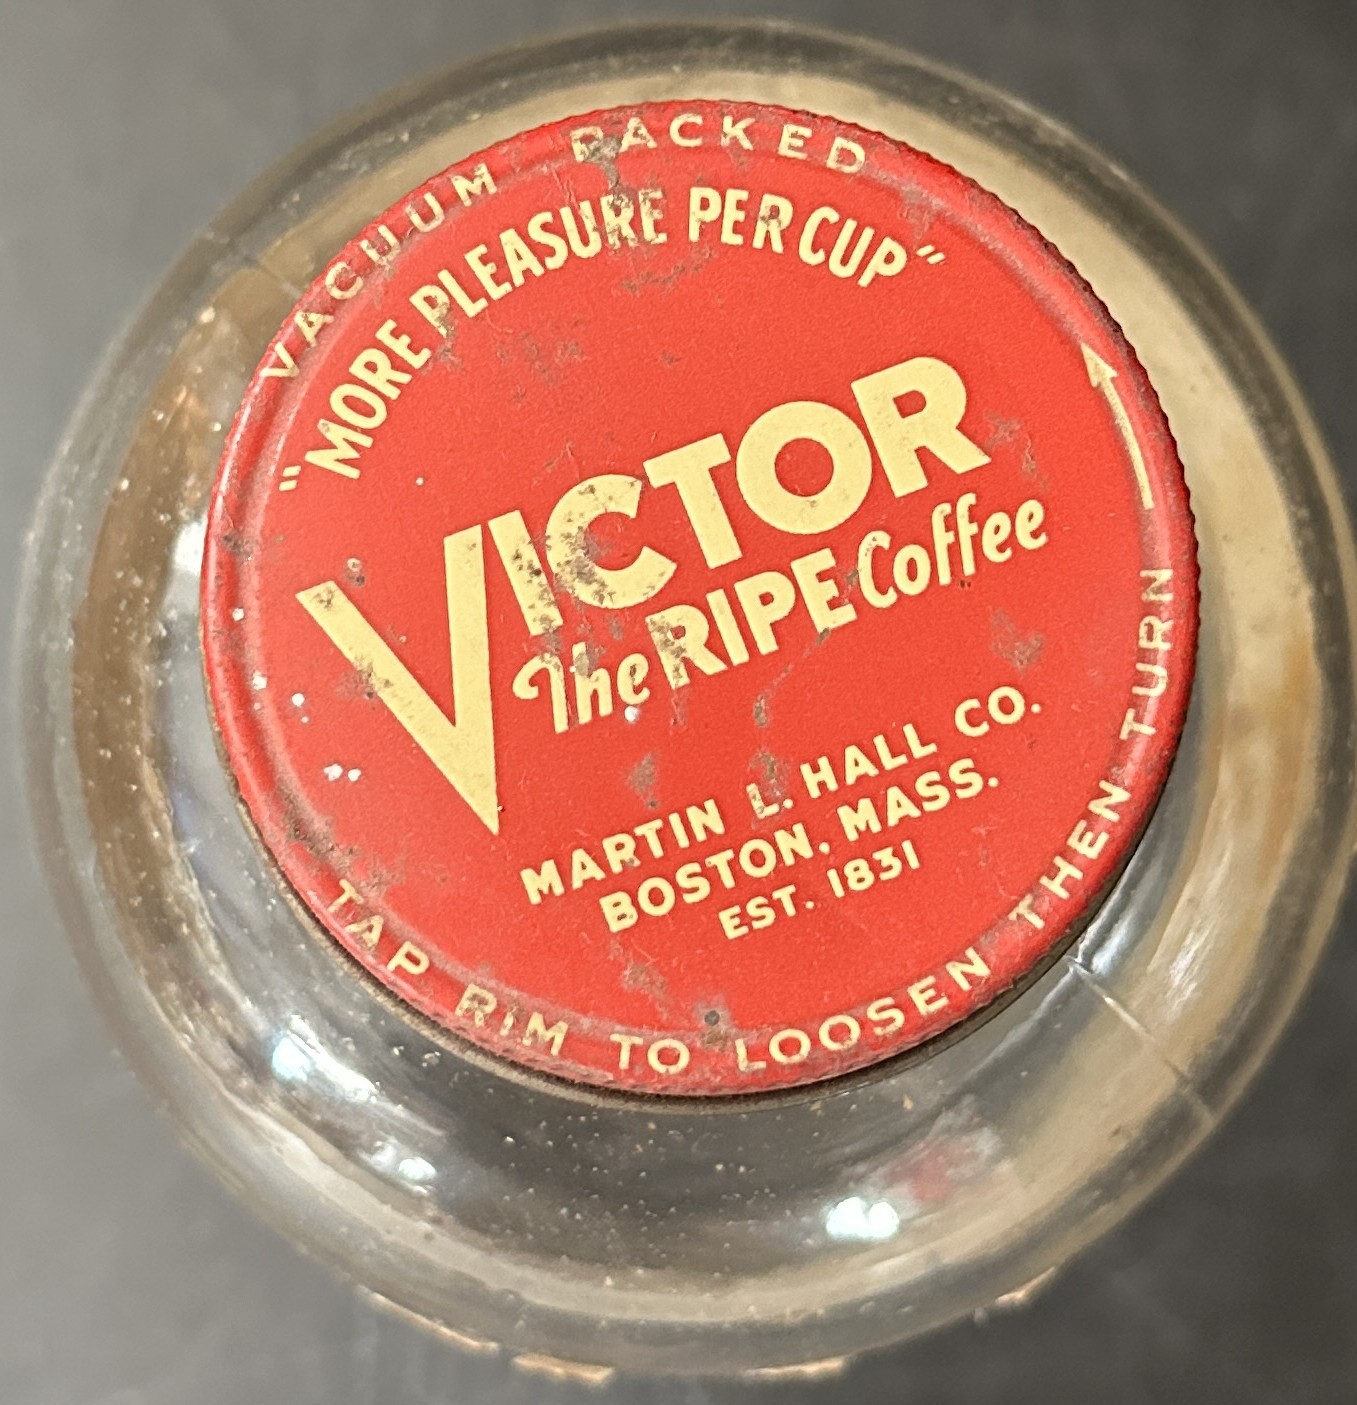 VACUUM PACKED
"MORE PLEASURE PER CUP"
VICTOR
The RIPE Coffee
MARTIN L. HALL CO.
BOSTON, MASS.
EST. 1831
TAP RIM TO LOOSEN THEN TURN